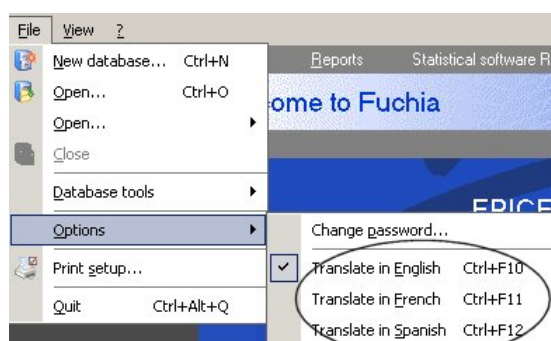 File View ?
New database... Ctrl+N
Reports Statistical software R
Open... Ctrl+O
ome to Fuchia
Open...
Close
Database tools
EPICE
Options
Change password...
Print setup...
Translate in English Ctrl+F10
Translate in French Ctrl+F11
Quit Ctrl+Alt+Q
Translate in Spanish Ctrl+F12